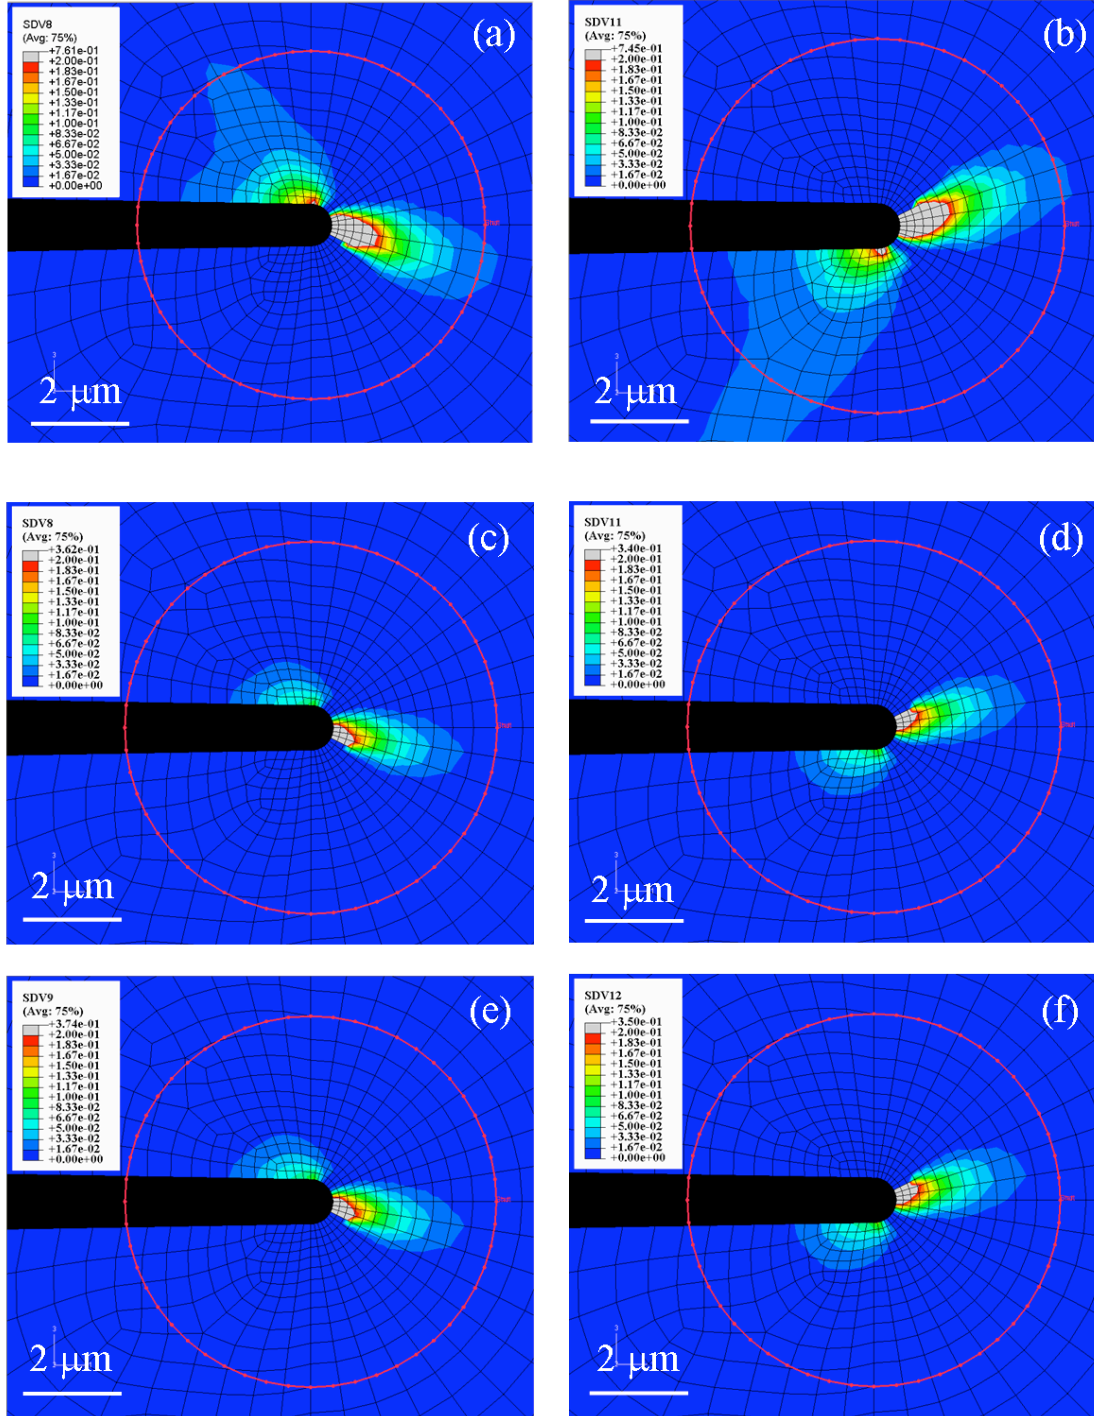 SDV8
(Avg: 75%)
+7.61e-01
+2.00e-01
+1.83e-01
+1.67e-01
+1.50e-01
+1.33e-01
+1.17e-01
+1.00e-01
+8.33e-02
+6.67e-02
+5.00e-02
+3.33e-02
+1.67e-02
+0.00e+00
(a)
3
2 μm
SDV11
(Avg: 75%)
+7.45e-01
+2.00e-01
+1.83e-01
+1.67e-01
+1.50e-01
+1.33e-01
+1.17e-01
+1.00e-01
+8.33e-02
+6.67e-02
+5.00e-02
+3.33e-02
+1.67e-02
+0.00e+00
(b)
3
2 μm
SDV8
(Avg: 75%)
+3.62e-01
+2.00e-01
+1.83e-01
+1.67e-01
+1.50e-01
+1.33e-01
+1.17e-01
+1.00e-01
+8.33e-02
+6.67e-02
+5.00e-02
+3.33e-02
+1.67e-02
+0.00e+00
(c)
3
2 μm
SDV11
(Avg: 75%)
+3.40e-01
+2.00e-01
+1.83e-01
+1.67e-01
+1.50e-01
+1.33e-01
+1.17e-01
+1.00e-01
+8.33e-02
+6.67e-02
+5.00e-02
+3.33e-02
+1.67e-02
+0.00e+00
(d)
3
2 μm
SDV9
(Avg: 75%)
+3.74e-01
+2.00e-01
+1.83e-01
+1.67e-01
+1.50e-01
+1.33e-01
+1.17e-01
+1.00e-01
+8.33e-02
+6.67e-02
+5.00e-02
+3.33e-02
+1.67e-02
+0.00e+00
(e)
3
2 μm
SDV12
(Avg: 75%)
+3.50e-01
+2.00e-01
+1.83e-01
+1.67e-01
+1.50e-01
+1.33e-01
+1.17e-01
+1.00e-01
+8.33e-02
+6.67e-02
+5.00e-02
+3.33e-02
+1.67e-02
+0.00e+00
(f)
3
2 μm